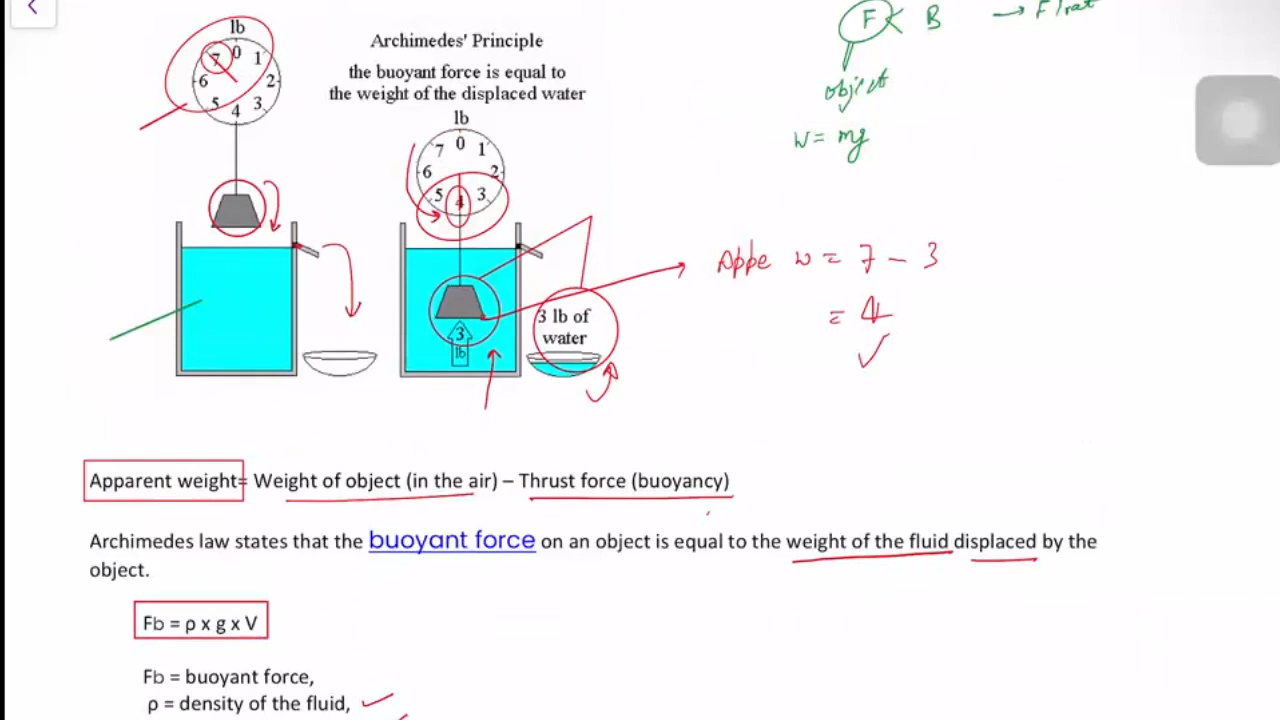 lb
7 0 1
6 2
5 4 3
Archimedes' Principle
the buoyant force is equal to
the weight of the displaced water
lb
7 0 1
6 2
5 4 3
3
lb
3 lb of
water
F < B → Float
object
W = mg
Appe w = 7 - 3
= 4
Apparent weight= Weight of object (in the air) – Thrust force (buoyancy)
Archimedes law states that the buoyant force on an object is equal to the weight of the fluid displaced by the
object.
Fb = ρ x g x V
Fb = buoyant force,
ρ = density of the fluid,